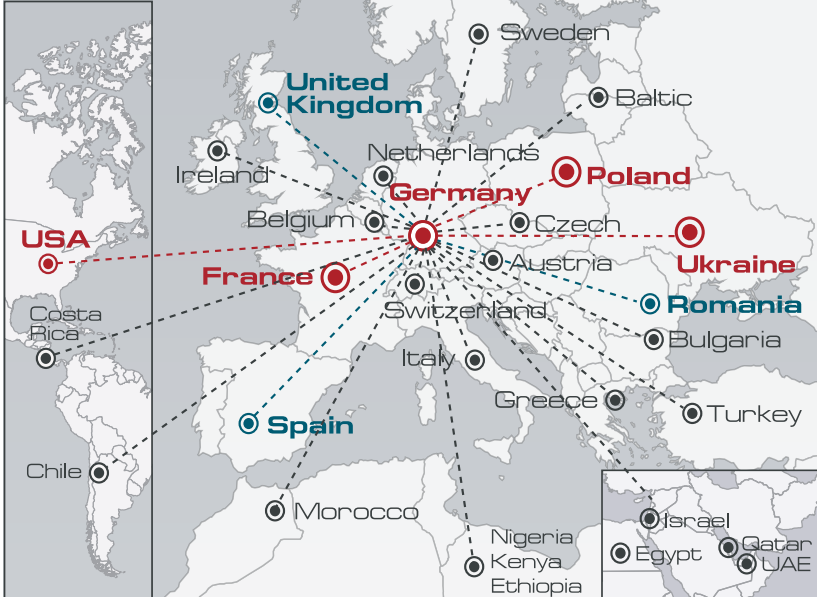 Sweden
United
Kingdom
Baltic
Ireland
Netherlands
Poland
Germany
Belgium
Czech
USA
Ukraine
Austria
France
Switzerland
Romania
Costa
Rica
Bulgaria
Italy
Greece
Turkey
Spain
Chile
Morocco
Israel
Nigeria
Kenya
Ethiopia
Egypt
Qatar
UAE